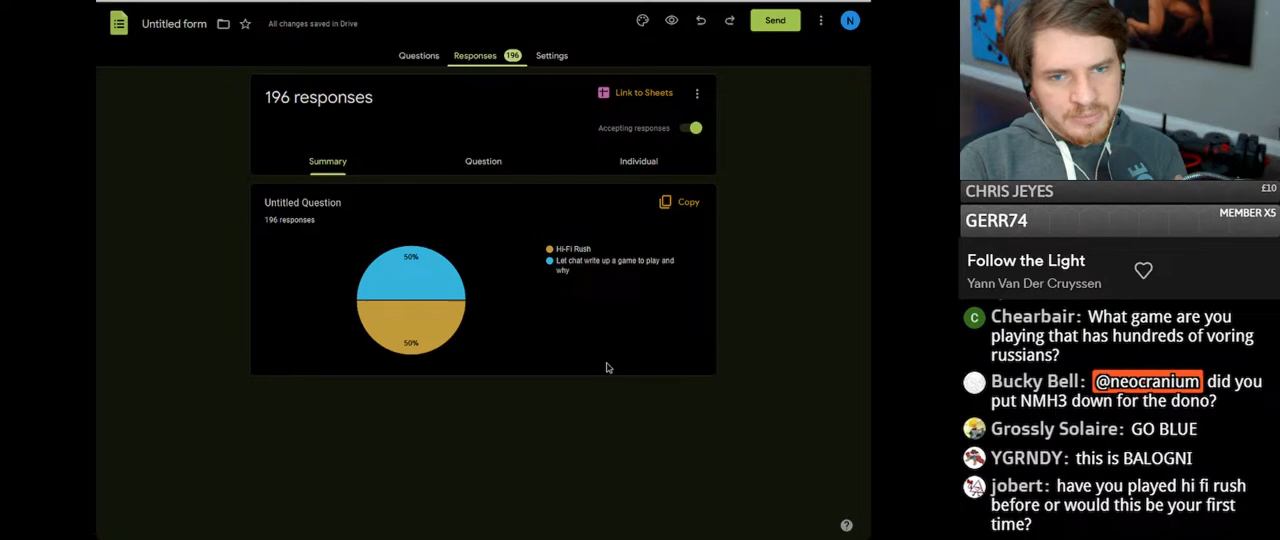 Untitled form
All changes saved in Drive
Send
N
Questions
Responses 196
Settings
196 responses
Link to Sheets
Accepting responses
Summary
Question
Individual
Untitled Question
Copy
196 responses
50%
50%
Hi-Fi Rush
Let chat write up a game to play and
why
CHRIS JEYES £10
GERR74 MEMBER X5
Follow the Light
Yann Van Der Cruyssen
C Chearbair: What game are you
playing that has hundreds of voring
russians?
Bucky Bell: @neocranium did you
put NMH3 down for the dono?
Grossly Solaire: GO BLUE
YGRNDY: this is BALOGNI
jobert: have you played hi fi rush
before or would this be your first
time?